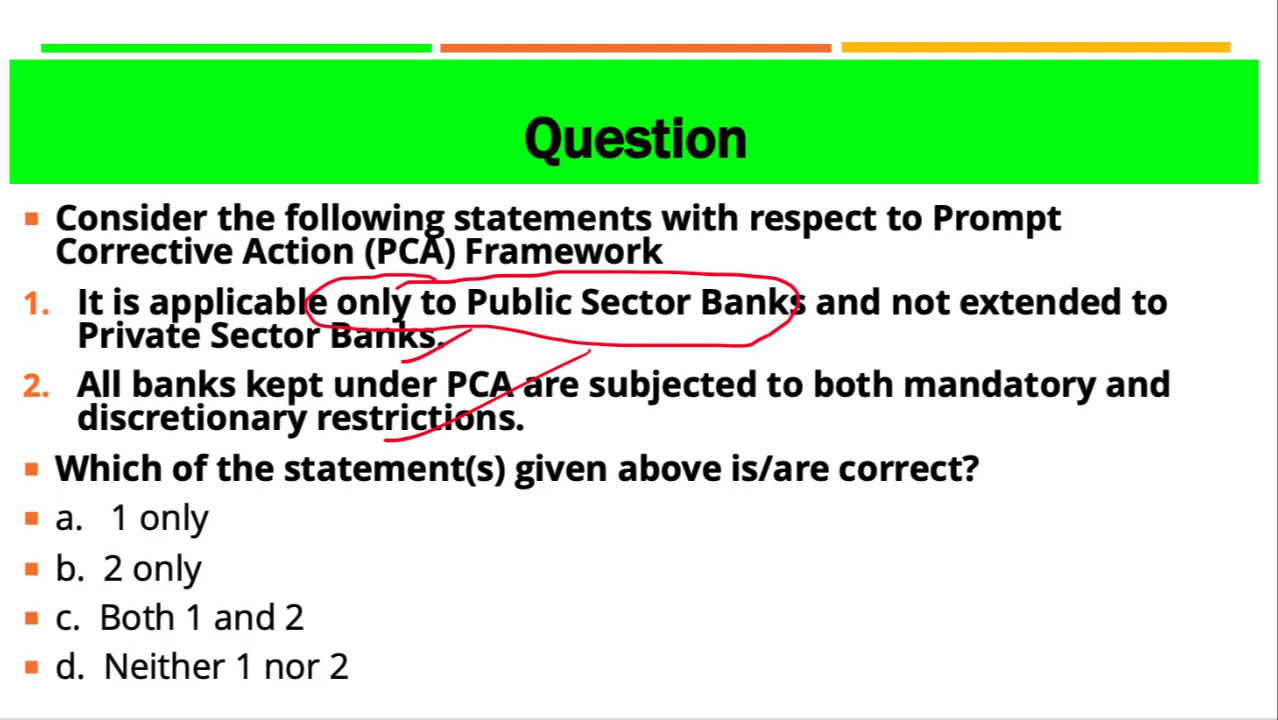 Question
Consider the following statements with respect to Prompt
Corrective Action (PCA) Framework
1. It is applicable only to Public Sector Banks and not extended to
Private Sector Banks.
2. All banks kept under PCA are subjected to both mandatory and
discretionary restrictions.
Which of the statement(s) given above is/are correct?
a. 1 only
b. 2 only
c. Both 1 and 2
d. Neither 1 nor 2